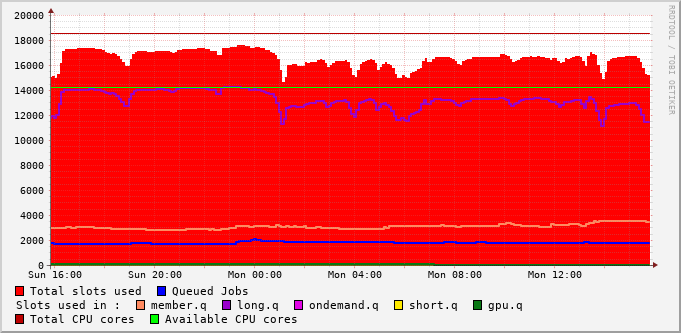 20000
18000
16000
14000
12000
10000
8000
6000
4000
2000
0
Sun 16:00 Sun 20:00 Mon 00:00 Mon 04:00 Mon 08:00 Mon 12:00
RRDTOOL / TOBI OETIKER
Total slots used Queued Jobs
Slots used in : member.q long.q ondemand.q short.q gpu.q
Total CPU cores Available CPU cores